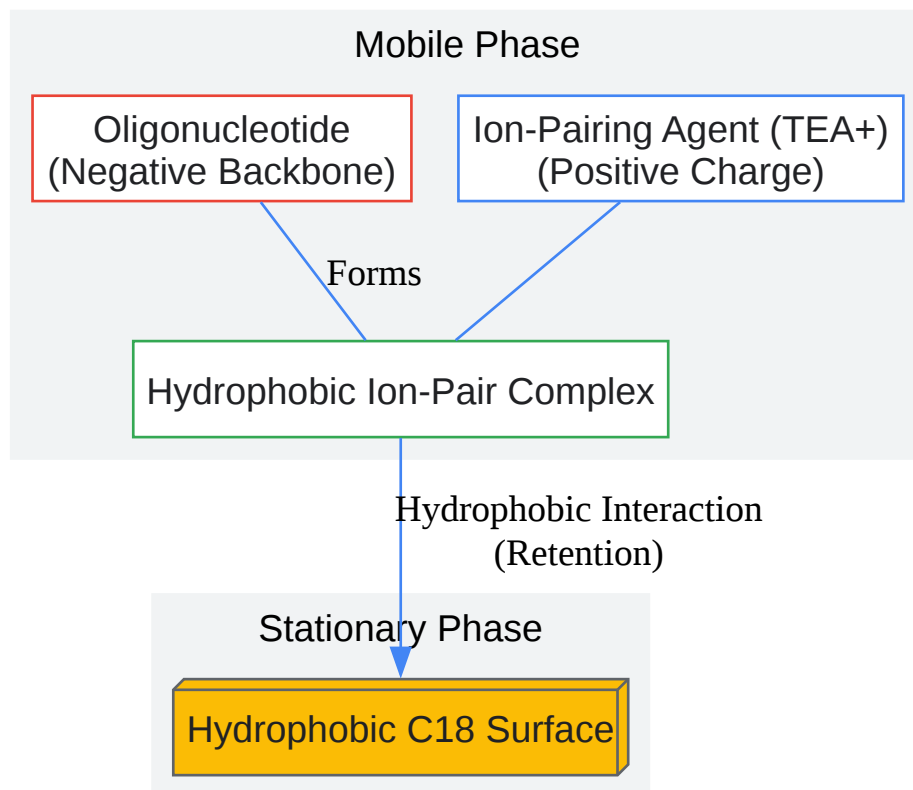 Mobile Phase
Oligonucleotide
(Negative Backbone)
Ion-Pairing Agent (TEA+)
(Positive Charge)
Forms
Hydrophobic Ion-Pair Complex
Hydrophobic Interaction
(Retention)
Stationary Phase
Hydrophobic C18 Surface